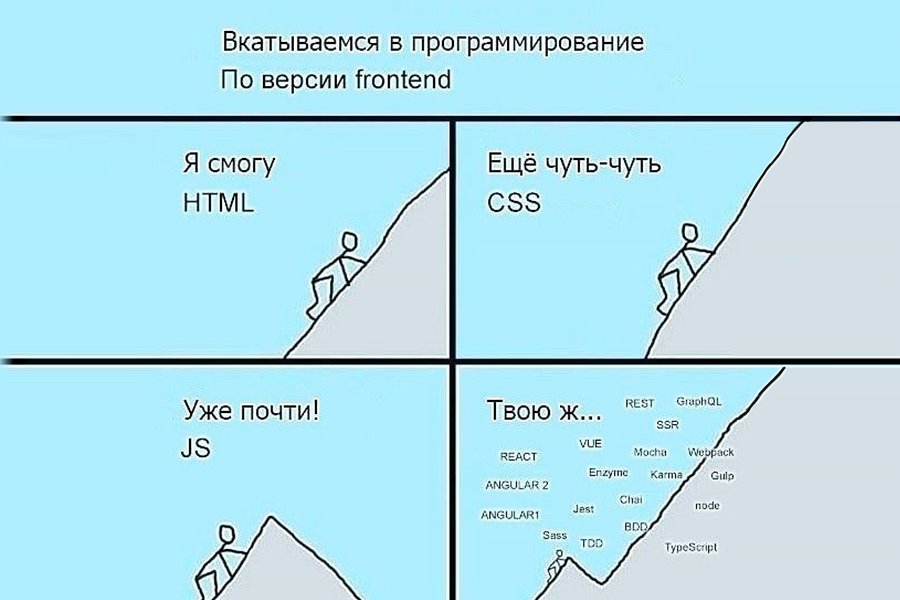 Вкатываемся в программирование
По версии frontend
Я смогу
HTML
Ещё чуть-чуть
CSS
Уже почти!
JS
Твою ж...
REST
GraphQL
SSR
VUE
REACT
Mocha
Webpack
Enzyme
Karma
Gulp
ANGULAR 2
Chai
node
ANGULAR1
Jest
BDD
Sass
TDD
TypeScript